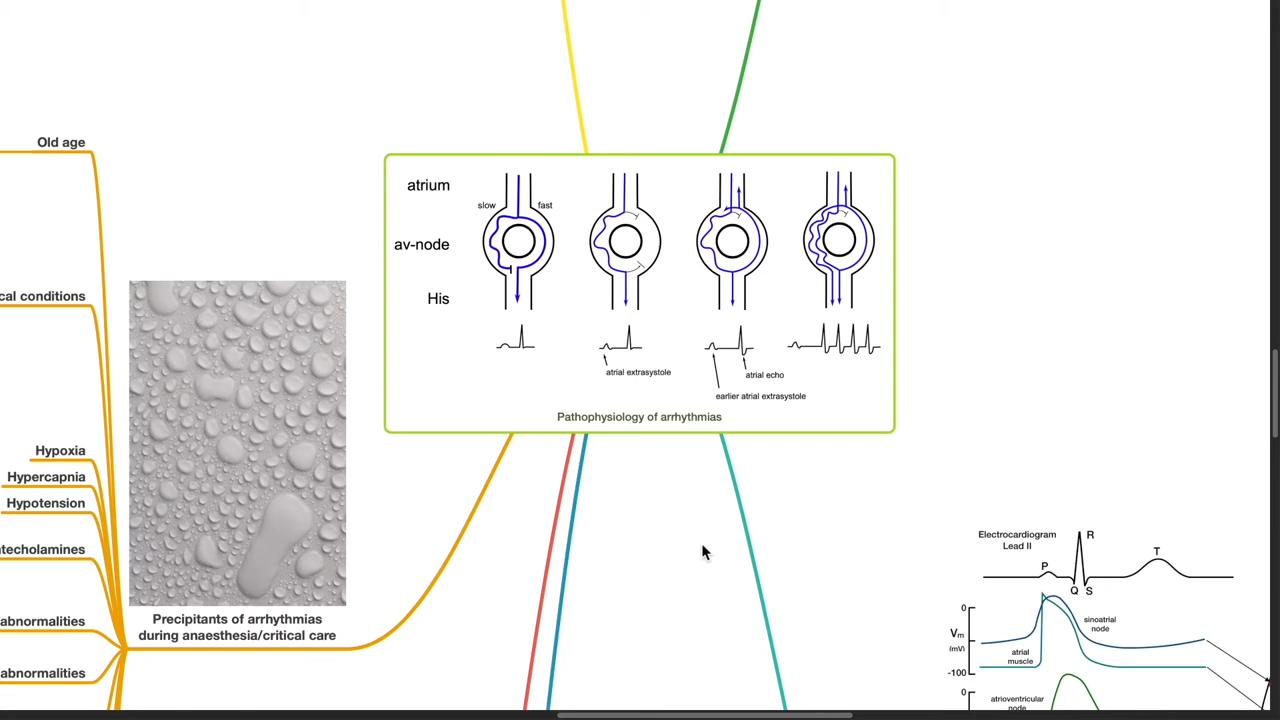 Old age
cal conditions
Hypoxia
Hypercapnia
Hypotension
techolamines
abnormalities
abnormalities
Precipitants of arrhythmias
during anaesthesia/critical care
atrium
slow
fast
av-node
His
atrial extrasystole
atrial echo
earlier atrial extrasystole
Pathophysiology of arrhythmias
Electrocardiogram
Lead II
R
P
T
Q
S
0
Vm
(mV)
-100
sinoatrial
node
atrial
muscle
0
atrioventricular
node